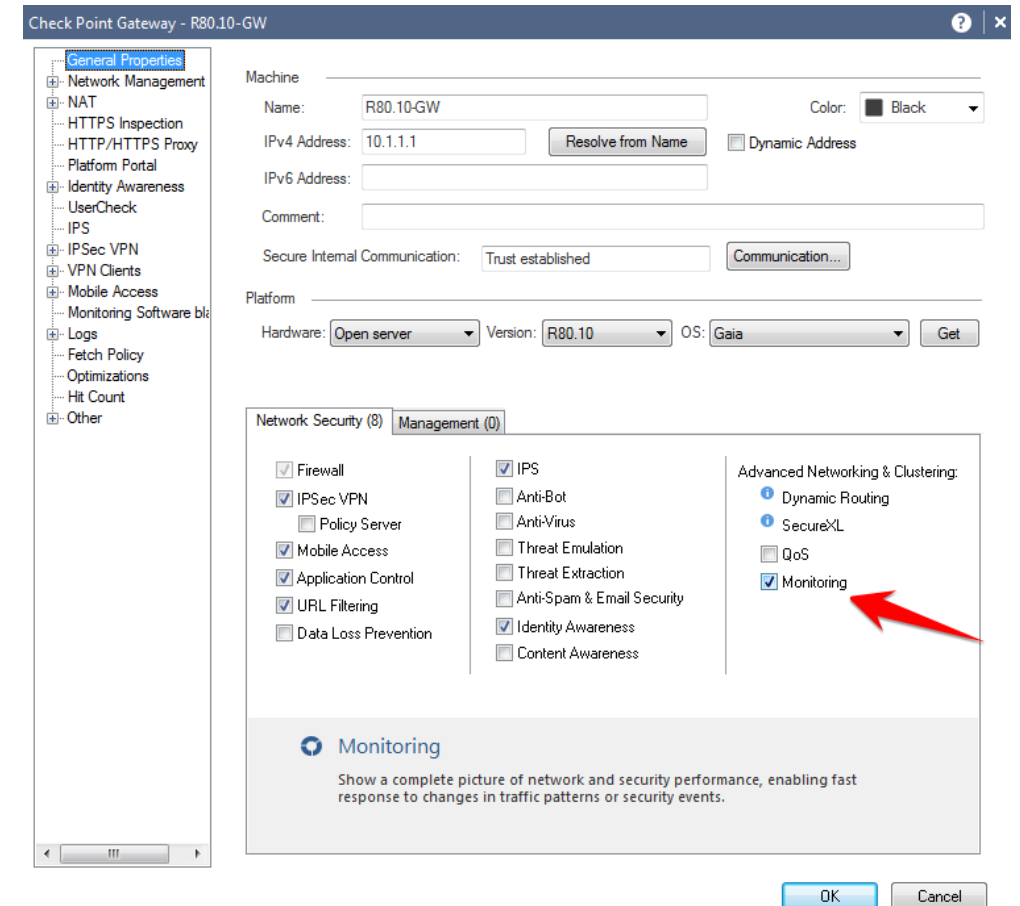 Check Point Gateway - R80.10-GW
General Properties
Network Management
NAT
HTTPS Inspection
HTTP/HTTPS Proxy
Platform Portal
Identity Awareness
UserCheck
IPS
IPSec VPN
VPN Clients
Mobile Access
Monitoring Software bla
Logs
Fetch Policy
Optimizations
Hit Count
Other
Machine
Name: R80.10-GW Color: Black
IPv4 Address: 10.1.1.1 Resolve from Name Dynamic Address
IPv6 Address:
Comment:
Secure Internal Communication: Trust established Communication...
Platform
Hardware: Open server Version: R80.10 OS: Gaia Get
Network Security (8) Management (0)
Firewall
IPSec VPN
Policy Server
Mobile Access
Application Control
URL Filtering
Data Loss Prevention
IPS
Anti-Bot
Anti-Virus
Threat Emulation
Threat Extraction
Anti-Spam & Email Security
Identity Awareness
Content Awareness
Advanced Networking & Clustering:
Dynamic Routing
SecureXL
QoS
Monitoring
Monitoring
Show a complete picture of network and security performance, enabling fast
response to changes in traffic patterns or security events.
OK Cancel